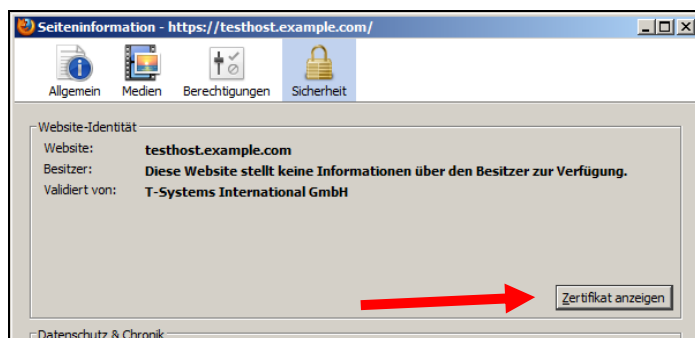 Seiteninformation - https://testhost.example.com/
Allgemein Medien Berechtigungen Sicherheit
Website-Identität
Website: testhost.example.com
Besitzer: Diese Website stellt keine Informationen über den Besitzer zur Verfügung.
Validiert von: T-Systems International GmbH
Zertifikat anzeigen
Datenschutz & Chronik